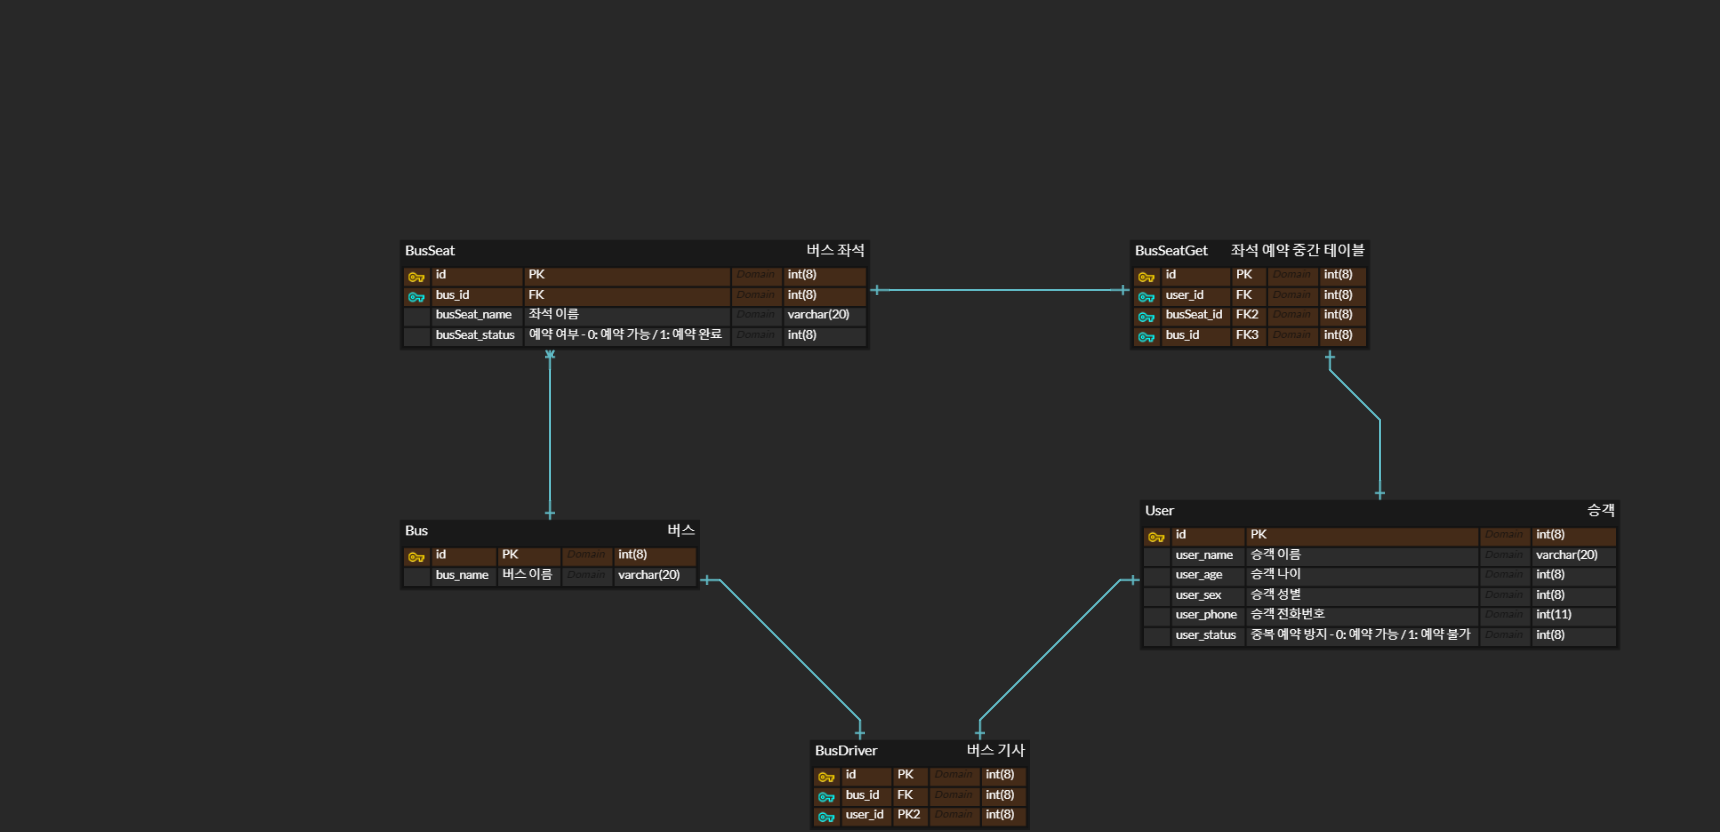 BusSeat 버스 좌석
id PK Domain int(8)
bus_id FK Domain int(8)
busSeat_name 좌석 이름 Domain varchar(20)
busSeat_status 예약 여부 - 0: 예약 가능 / 1: 예약 완료 Domain int(8)
BusSeatGet 좌석 예약 중간 테이블
id PK Domain int(8)
user_id FK Domain int(8)
busSeat_id FK2 Domain int(8)
bus_id FK3 Domain int(8)
Bus 버스
id PK Domain int(8)
bus_name 버스 이름 Domain varchar(20)
User 승객
id PK Domain int(8)
user_name 승객 이름 Domain varchar(20)
user_age 승객 나이 Domain int(8)
user_sex 승객 성별 Domain int(8)
user_phone 승객 전화번호 Domain int(11)
user_status 중복 예약 방지 - 0: 예약 가능 / 1: 예약 불가 Domain int(8)
BusDriver 버스 기사
id PK Domain int(8)
bus_id FK Domain int(8)
user_id PK2 Domain int(8)